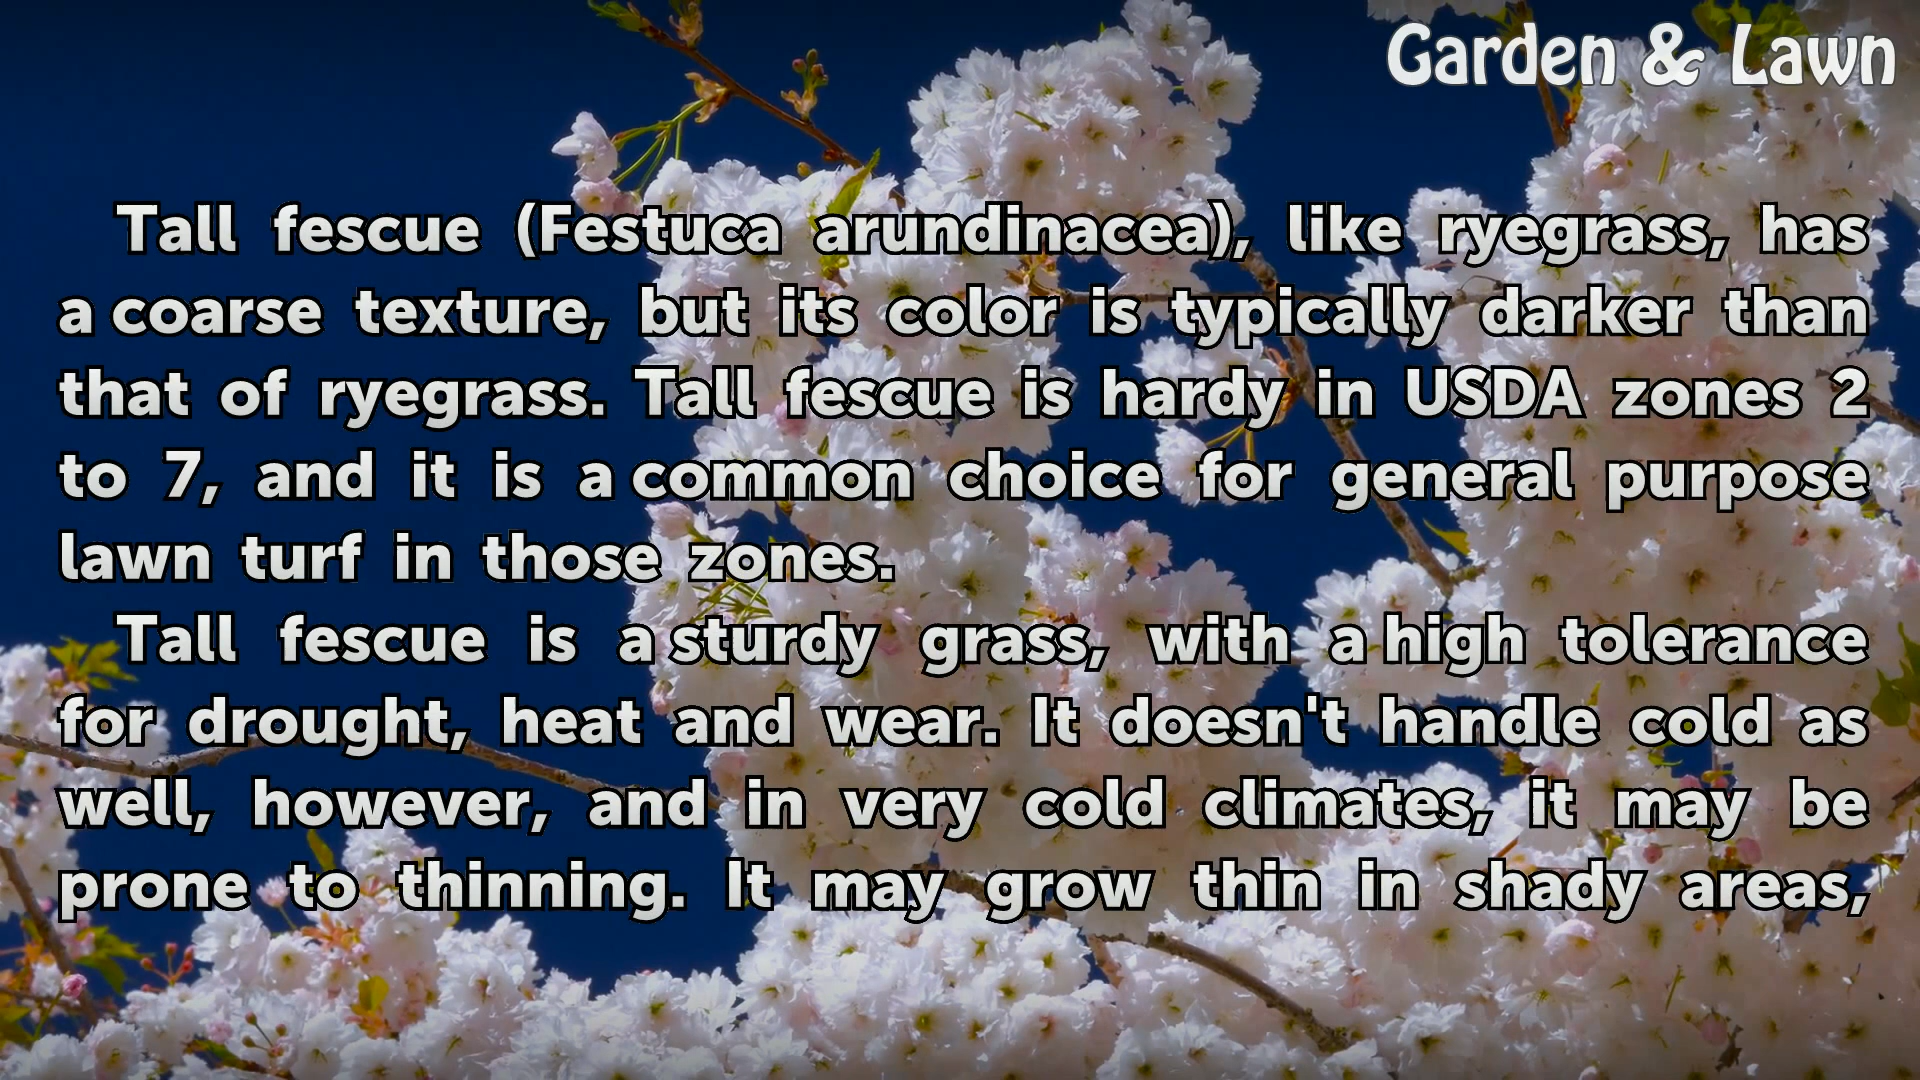 Garden & Lawn
Tall fescue (Festuca arundinacea), like ryegrass, has
a coarse texture, but its color is typically darker than
that of ryegrass. Tall fescue is hardy in USDA zones 2
to 7, and it is a common choice for general purpose
lawn turf in those zones.
Tall fescue is a sturdy grass, with a high tolerance
for drought, heat and wear. It doesn't handle cold as
well, however, and in very cold climates, it may be
prone to thinning. It may grow thin in shady areas,